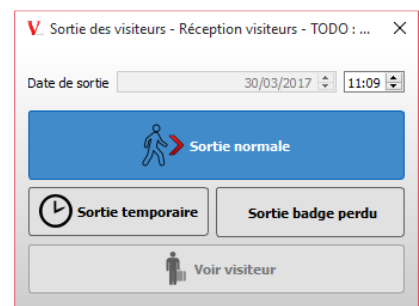 V Sortie des visiteurs - Réception visiteurs - TODO : ...
Date de sortie 30/03/2017 11:09
Sortie normale
Sortie temporaire Sortie badge perdu
Voir visiteur